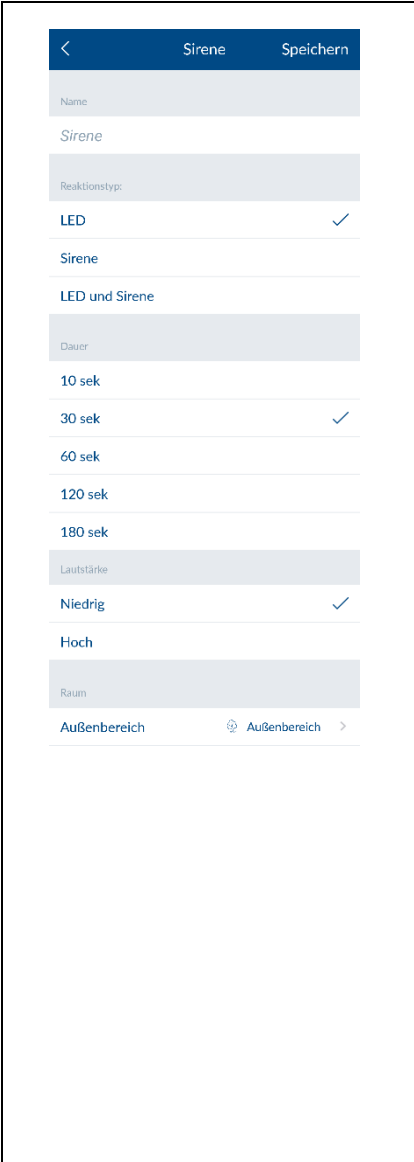 Sirene Speichern
Name
Sirene
Reaktionstyp:
LED
Sirene
LED und Sirene
Dauer
10 sek
30 sek
60 sek
120 sek
180 sek
Lautstärke
Niedrig
Hoch
Raum
Außenbereich Außenbereich